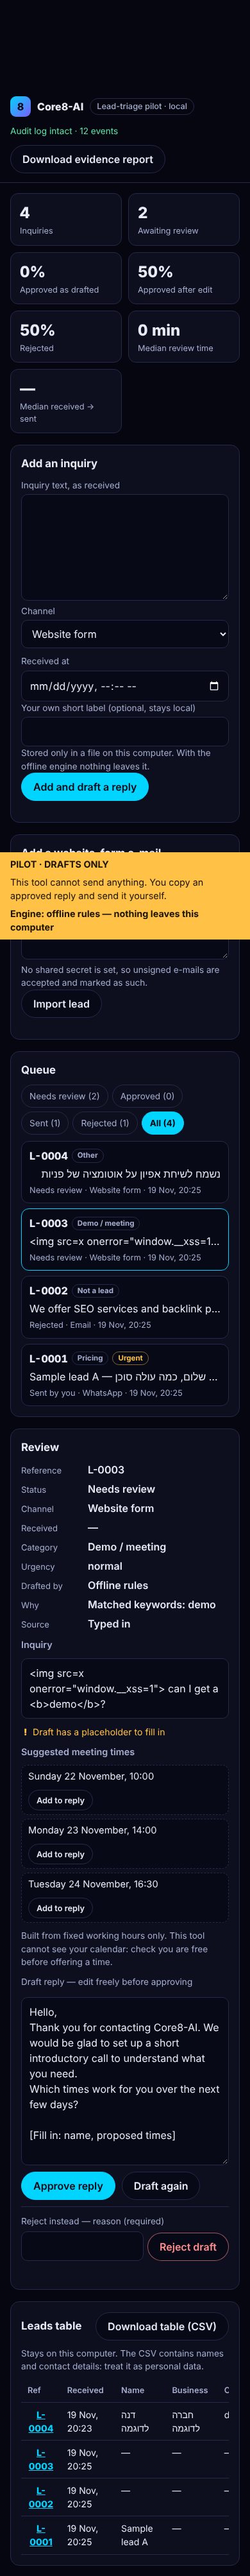 8 Core8-AI Lead-triage pilot · local
Audit log intact · 12 events
Download evidence report
4
Inquiries
2
Awaiting review
0%
Approved as drafted
50%
Approved after edit
50%
Rejected
0 min
Median review time
—
Median received →
sent
Add an inquiry
Inquiry text, as received
Channel
Website form
Received at
mm/dd/yyyy, --:-- --
Your own short label (optional, stays local)
Stored only in a file on this computer. With the
offline engine nothing leaves it.
Add and draft a reply
PILOT · DRAFTS ONLY
This tool cannot send anything. You copy an
approved reply and send it yourself.
Engine: offline rules — nothing leaves this
computer
No shared secret is set, so unsigned e-mails are
accepted and marked as such.
Import lead
Queue
Needs review (2) Approved (0)
Sent (1) Rejected (1) All (4)
L-0004 Other
נשמח לשיחת אפיון על אוטומציה של פניות
Needs review · Website form · 19 Nov, 20:25
L-0003 Demo / meeting
<img src=x onerror="window.__xss=1...
Needs review · Website form · 19 Nov, 20:25
L-0002 Not a lead
We offer SEO services and backlink p...
Rejected · Email · 19 Nov, 20:25
L-0001 Pricing Urgent
Sample lead A — שלום, כמה עולה סוכן ...
Sent by you · WhatsApp · 19 Nov, 20:25
Review
Reference L-0003
Status Needs review
Channel Website form
Received —
Category Demo / meeting
Urgency normal
Drafted by Offline rules
Why Matched keywords: demo
Source Typed in
Inquiry
<img src=x
onerror="window.__xss=1"> can I get a
<b>demo</b>?
! Draft has a placeholder to fill in
Suggested meeting times
Sunday 22 November, 10:00
Add to reply
Monday 23 November, 14:00
Add to reply
Tuesday 24 November, 16:30
Add to reply
Built from fixed working hours only. This tool
cannot see your calendar: check you are free
before offering a time.
Draft reply — edit freely before approving
Hello,
Thank you for contacting Core8-AI. We
would be glad to set up a short
introductory call to understand what
you need.
Which times work for you over the next
few days?
[Fill in: name, proposed times]
Approve reply Draft again
Reject instead — reason (required)
Reject draft
Leads table Download table (CSV)
Stays on this computer. The CSV contains names
and contact details: treat it as personal data.
Ref Received Name Business
L-0004 19 Nov, 20:23 דנה לדוגמה חברה לדוגמה
L-0003 19 Nov, 20:25 — —
L-0002 19 Nov, 20:25 — —
L-0001 19 Nov, 20:25 Sample lead A —